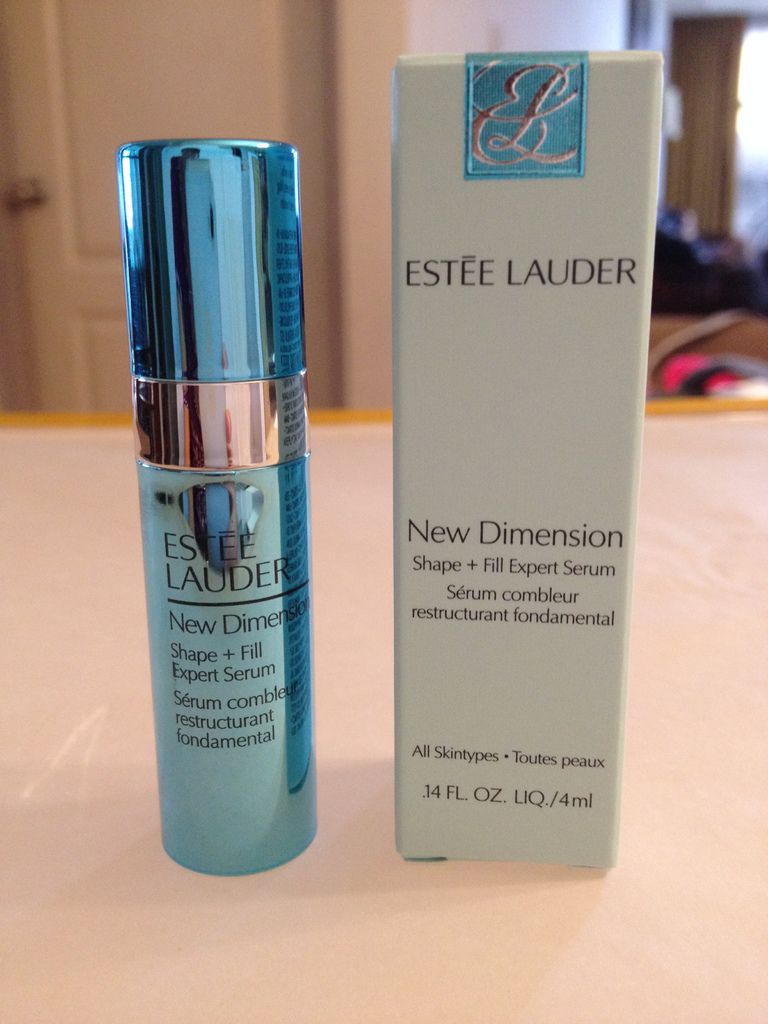 ESTĒE
LAUDER
New Dimension
Shape + Fill
Expert Serum
Sérum combleur
restructurant
fondamental
EL
ESTĒE LAUDER
New Dimension
Shape + Fill Expert Serum
Sérum combleur
restructurant fondamental
All Skintypes • Toutes peaux
.14 FL. OZ. LIQ./4ml